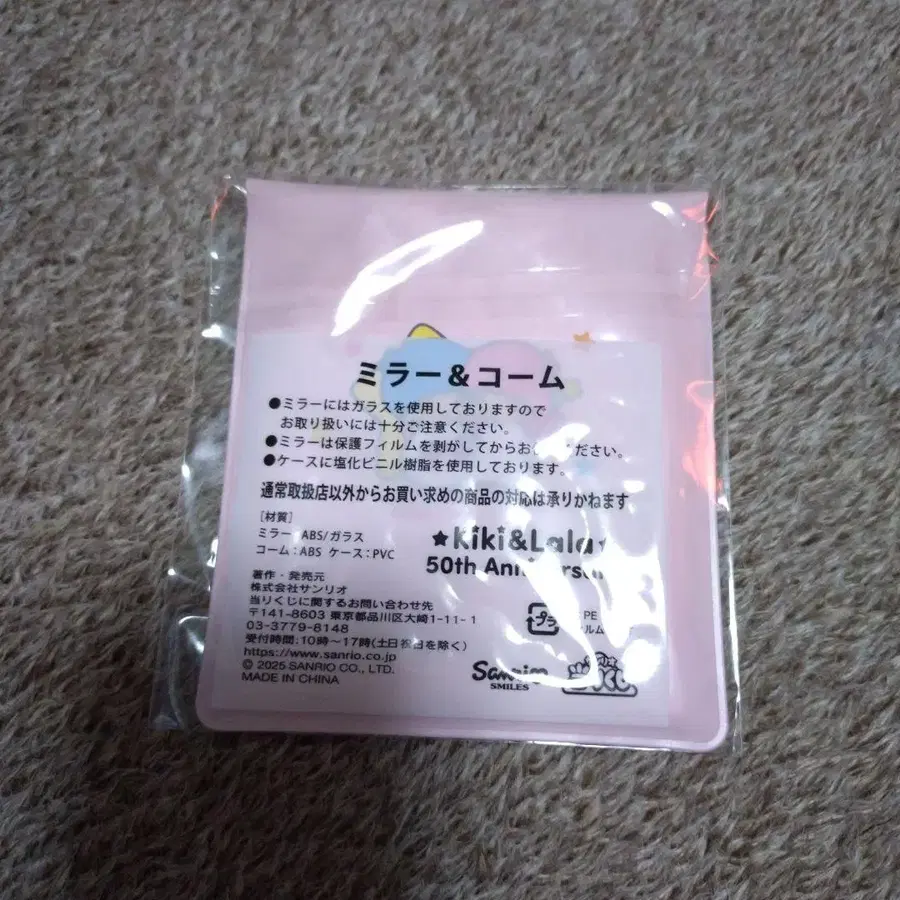 ミラー＆コーム
●ミラーにはガラスを使用しておりますので
お取り扱いには十分ご注意ください。
●ミラーは保護フィルムを剥がしてからお ください。
●ケースに塩化ビニル樹脂を使用しております。
通常取扱店以外からお買い求めの商品の対応は承りかねます
[材質]
ミラー：ABS/ガラス
コーム：ABS ケース：PVC
★Kiki&Lala★
50th
著作・発売元
株式会社サンリオ
当りくじに関するお問い合わせ先
〒141-8603 東京都品川区大崎1-11-1
03-3779-8148
受付時間：10時～17時(土日祝日を除く)
https://www.sanrio.co.jp
© 2025 SANRIO CO., LTD.
MADE IN CHINA
プラ
PE
Sanrio
SMILES